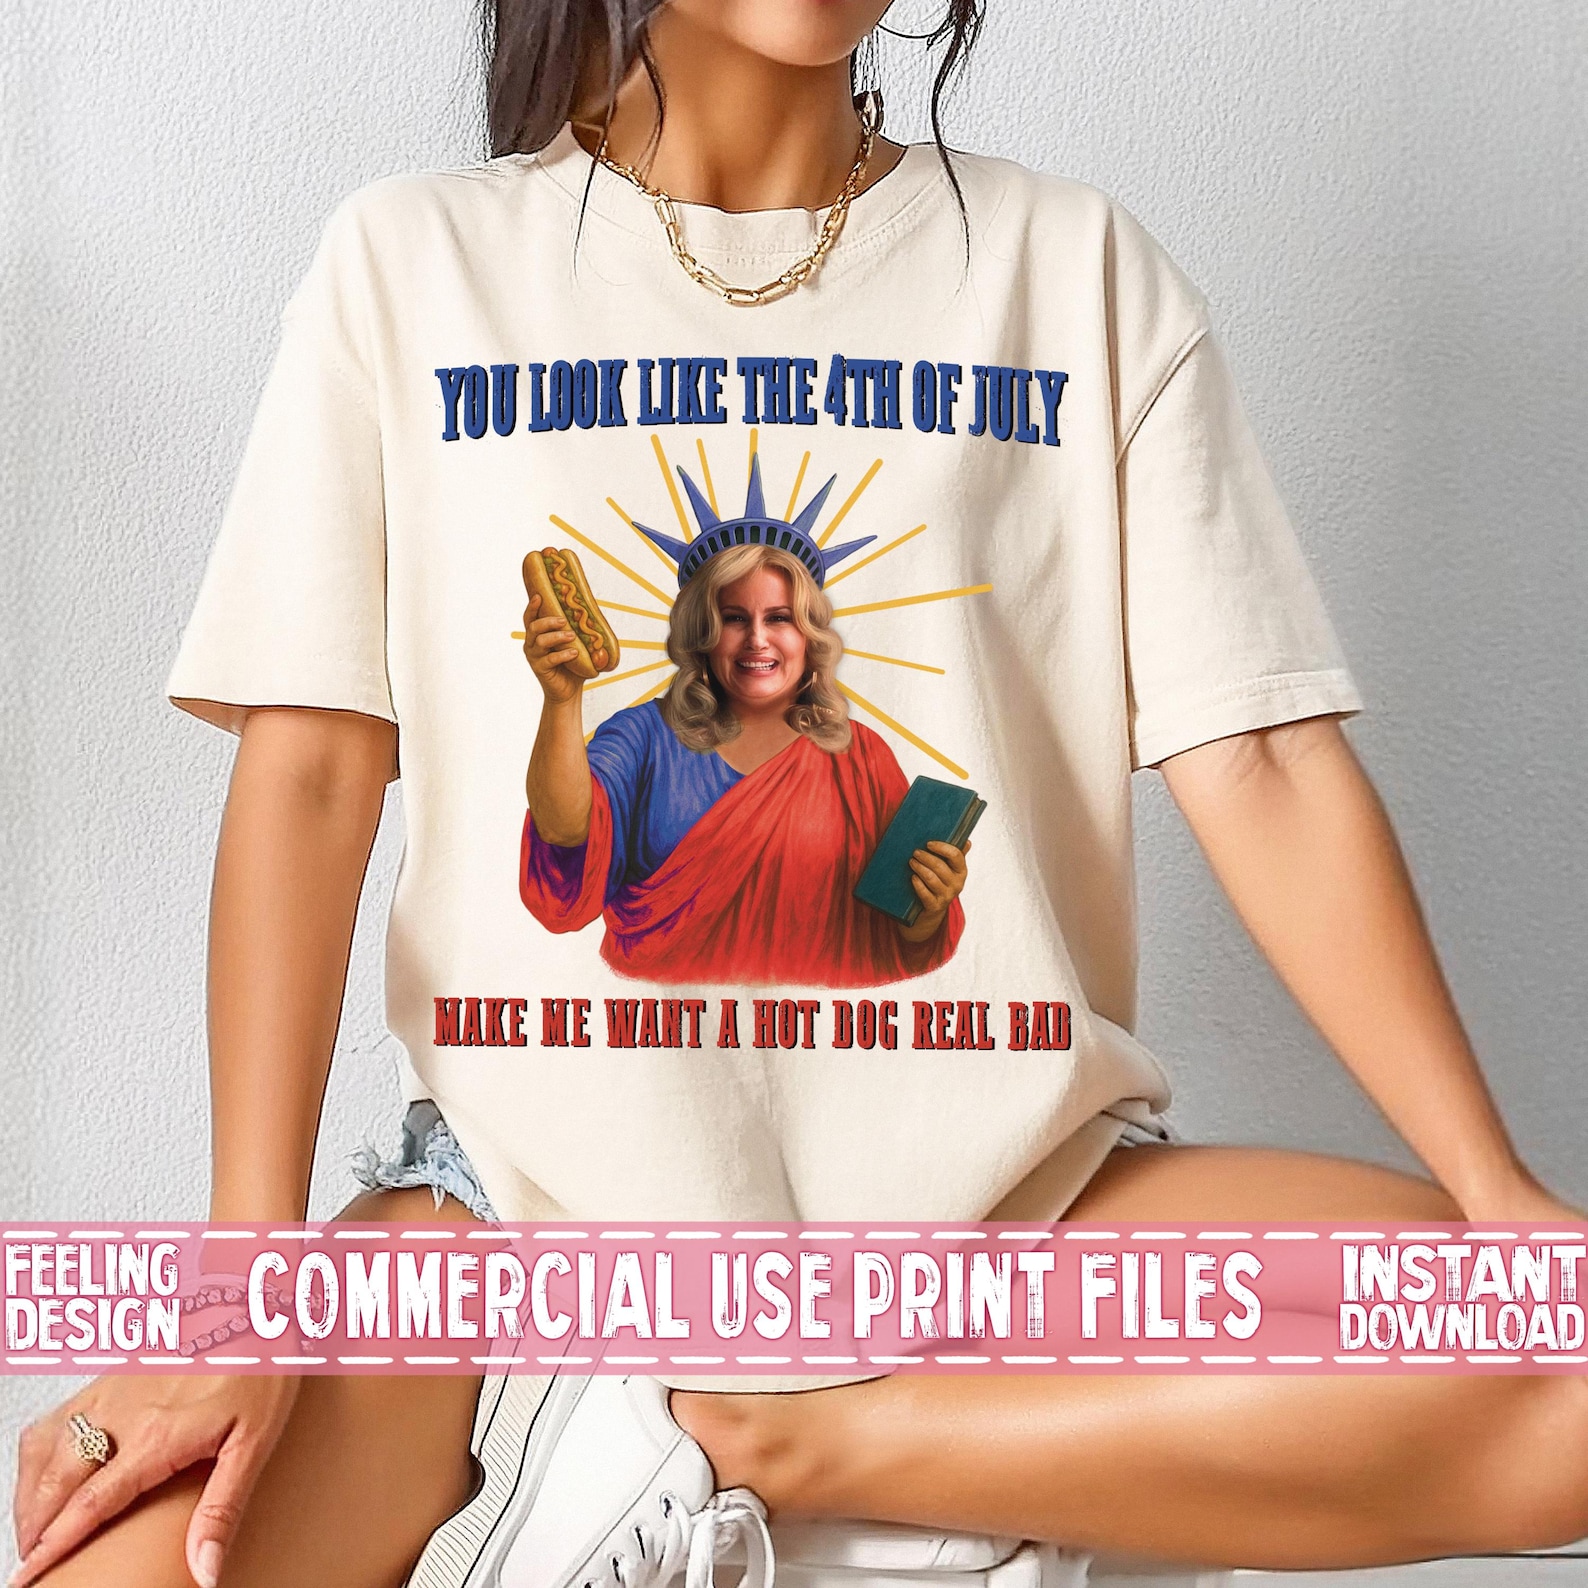 YOU LOOK LIKE THE 4TH OF JULY
MAKE ME WANT A HOT DOG REAL BAD
FEELING
DESIGN
COMMERCIAL USE PRINT FILES
INSTANT
DOWNLOAD